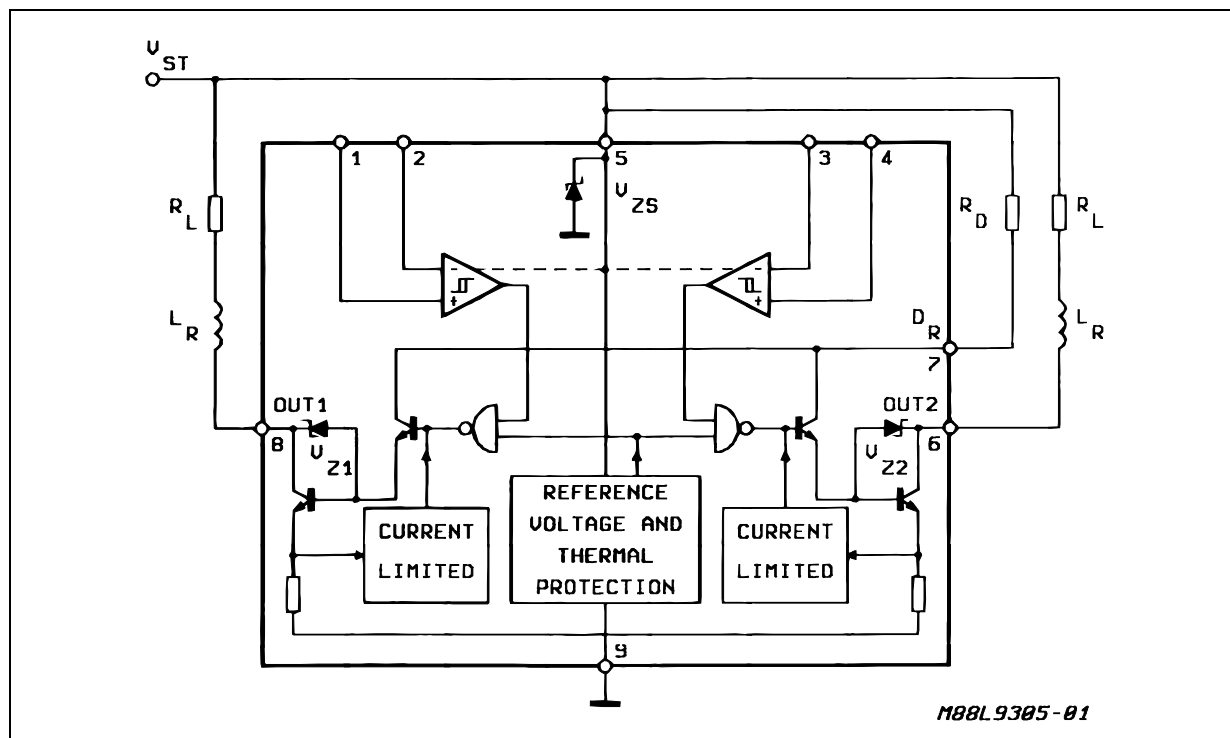 V ST
1 2 5 3 4
V ZS
R L
R D
R L
L R
D R
L R
7
OUT1
OUT2
8
6
V Z1
V Z2
- -
+ +
CURRENT
LIMITED
REFERENCE
VOLTAGE AND
THERMAL
PROTECTION
CURRENT
LIMITED
9
M88L9305-01